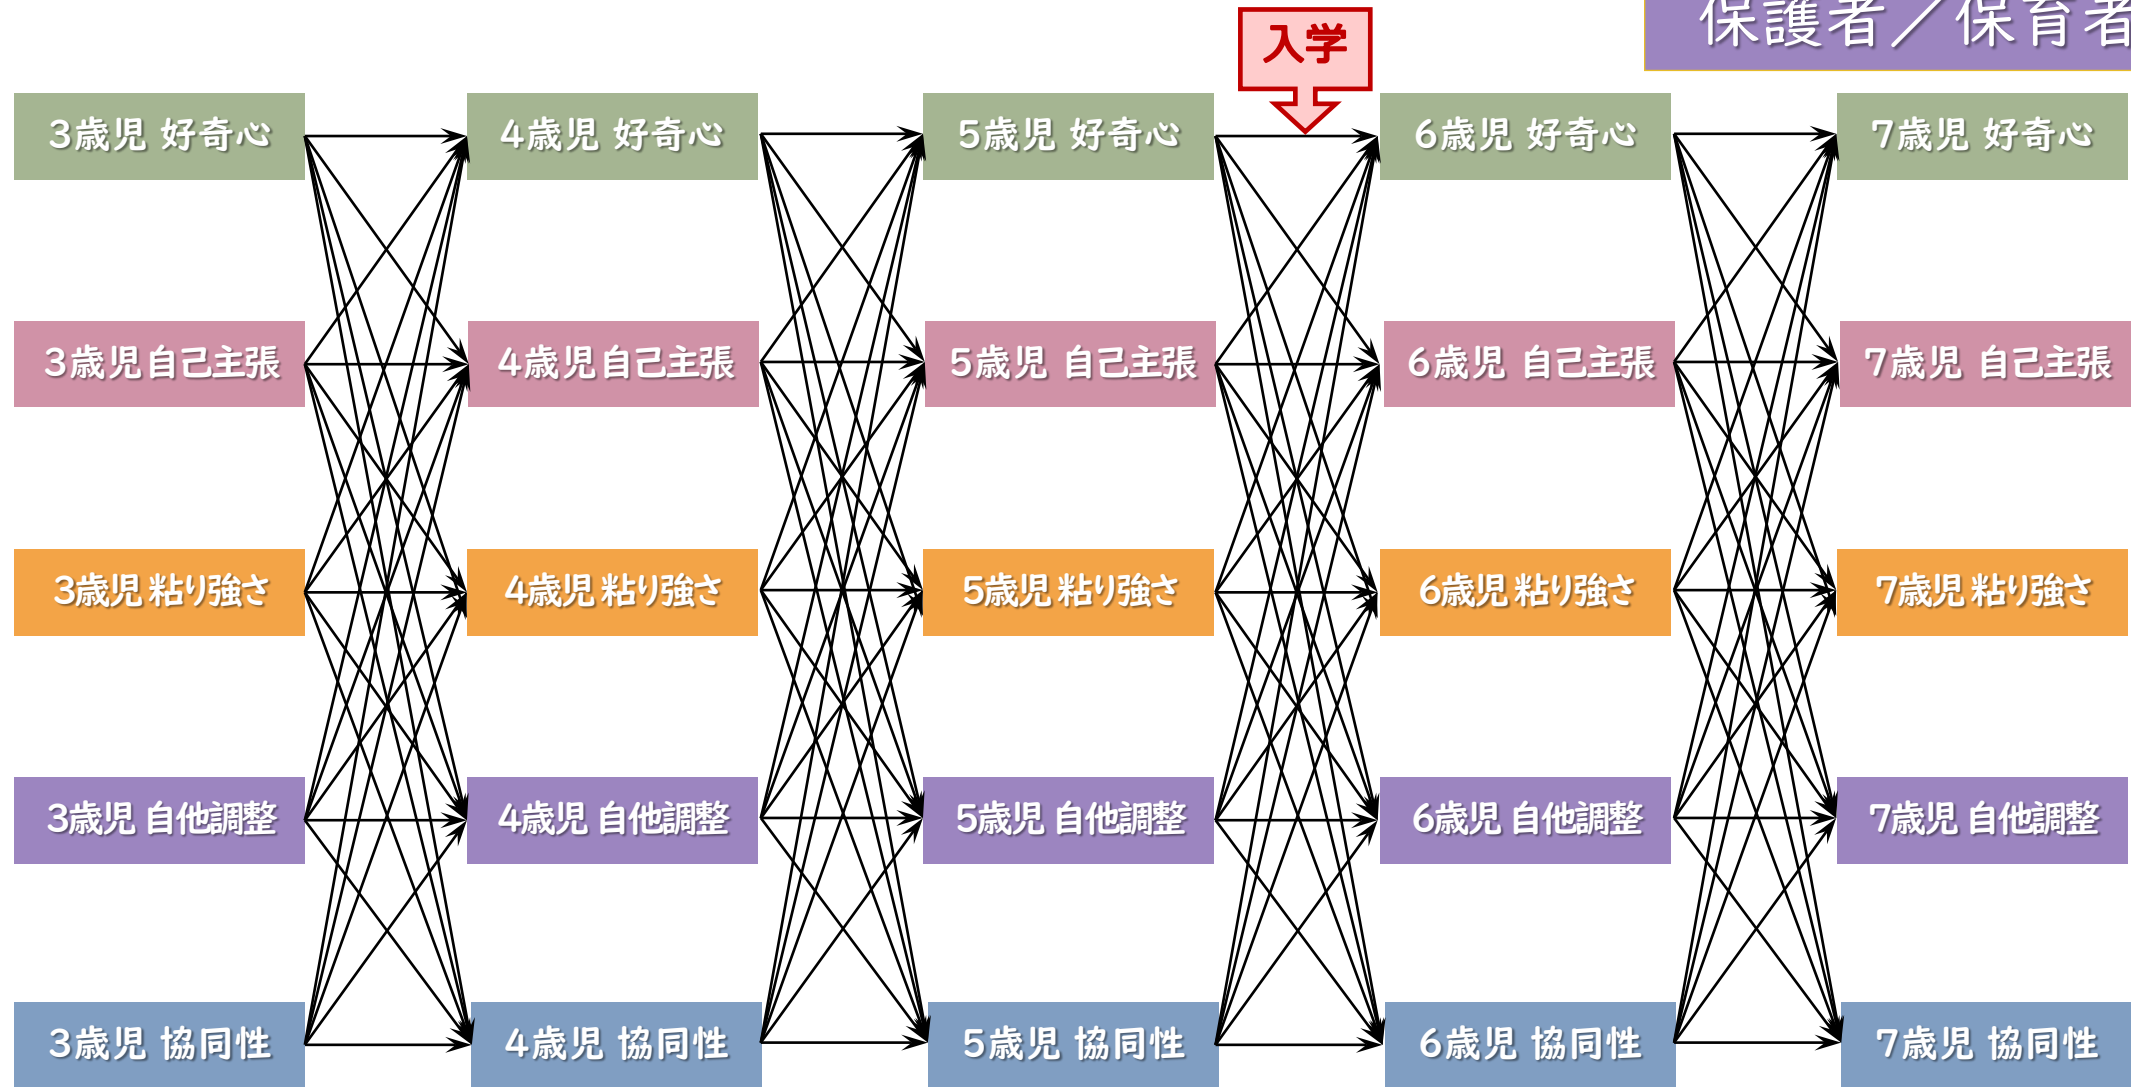 保護者／保育者
入学
3歳児 好奇心
4歳児 好奇心
5歳児 好奇心
6歳児 好奇心
7歳児 好奇心
3歳児 自己主張
4歳児 自己主張
5歳児 自己主張
6歳児 自己主張
7歳児 自己主張
3歳児 粘り強さ
4歳児 粘り強さ
5歳児 粘り強さ
6歳児 粘り強さ
7歳児 粘り強さ
3歳児 自他調整
4歳児 自他調整
5歳児 自他調整
6歳児 自他調整
7歳児 自他調整
3歳児 協同性
4歳児 協同性
5歳児 協同性
6歳児 協同性
7歳児 協同性